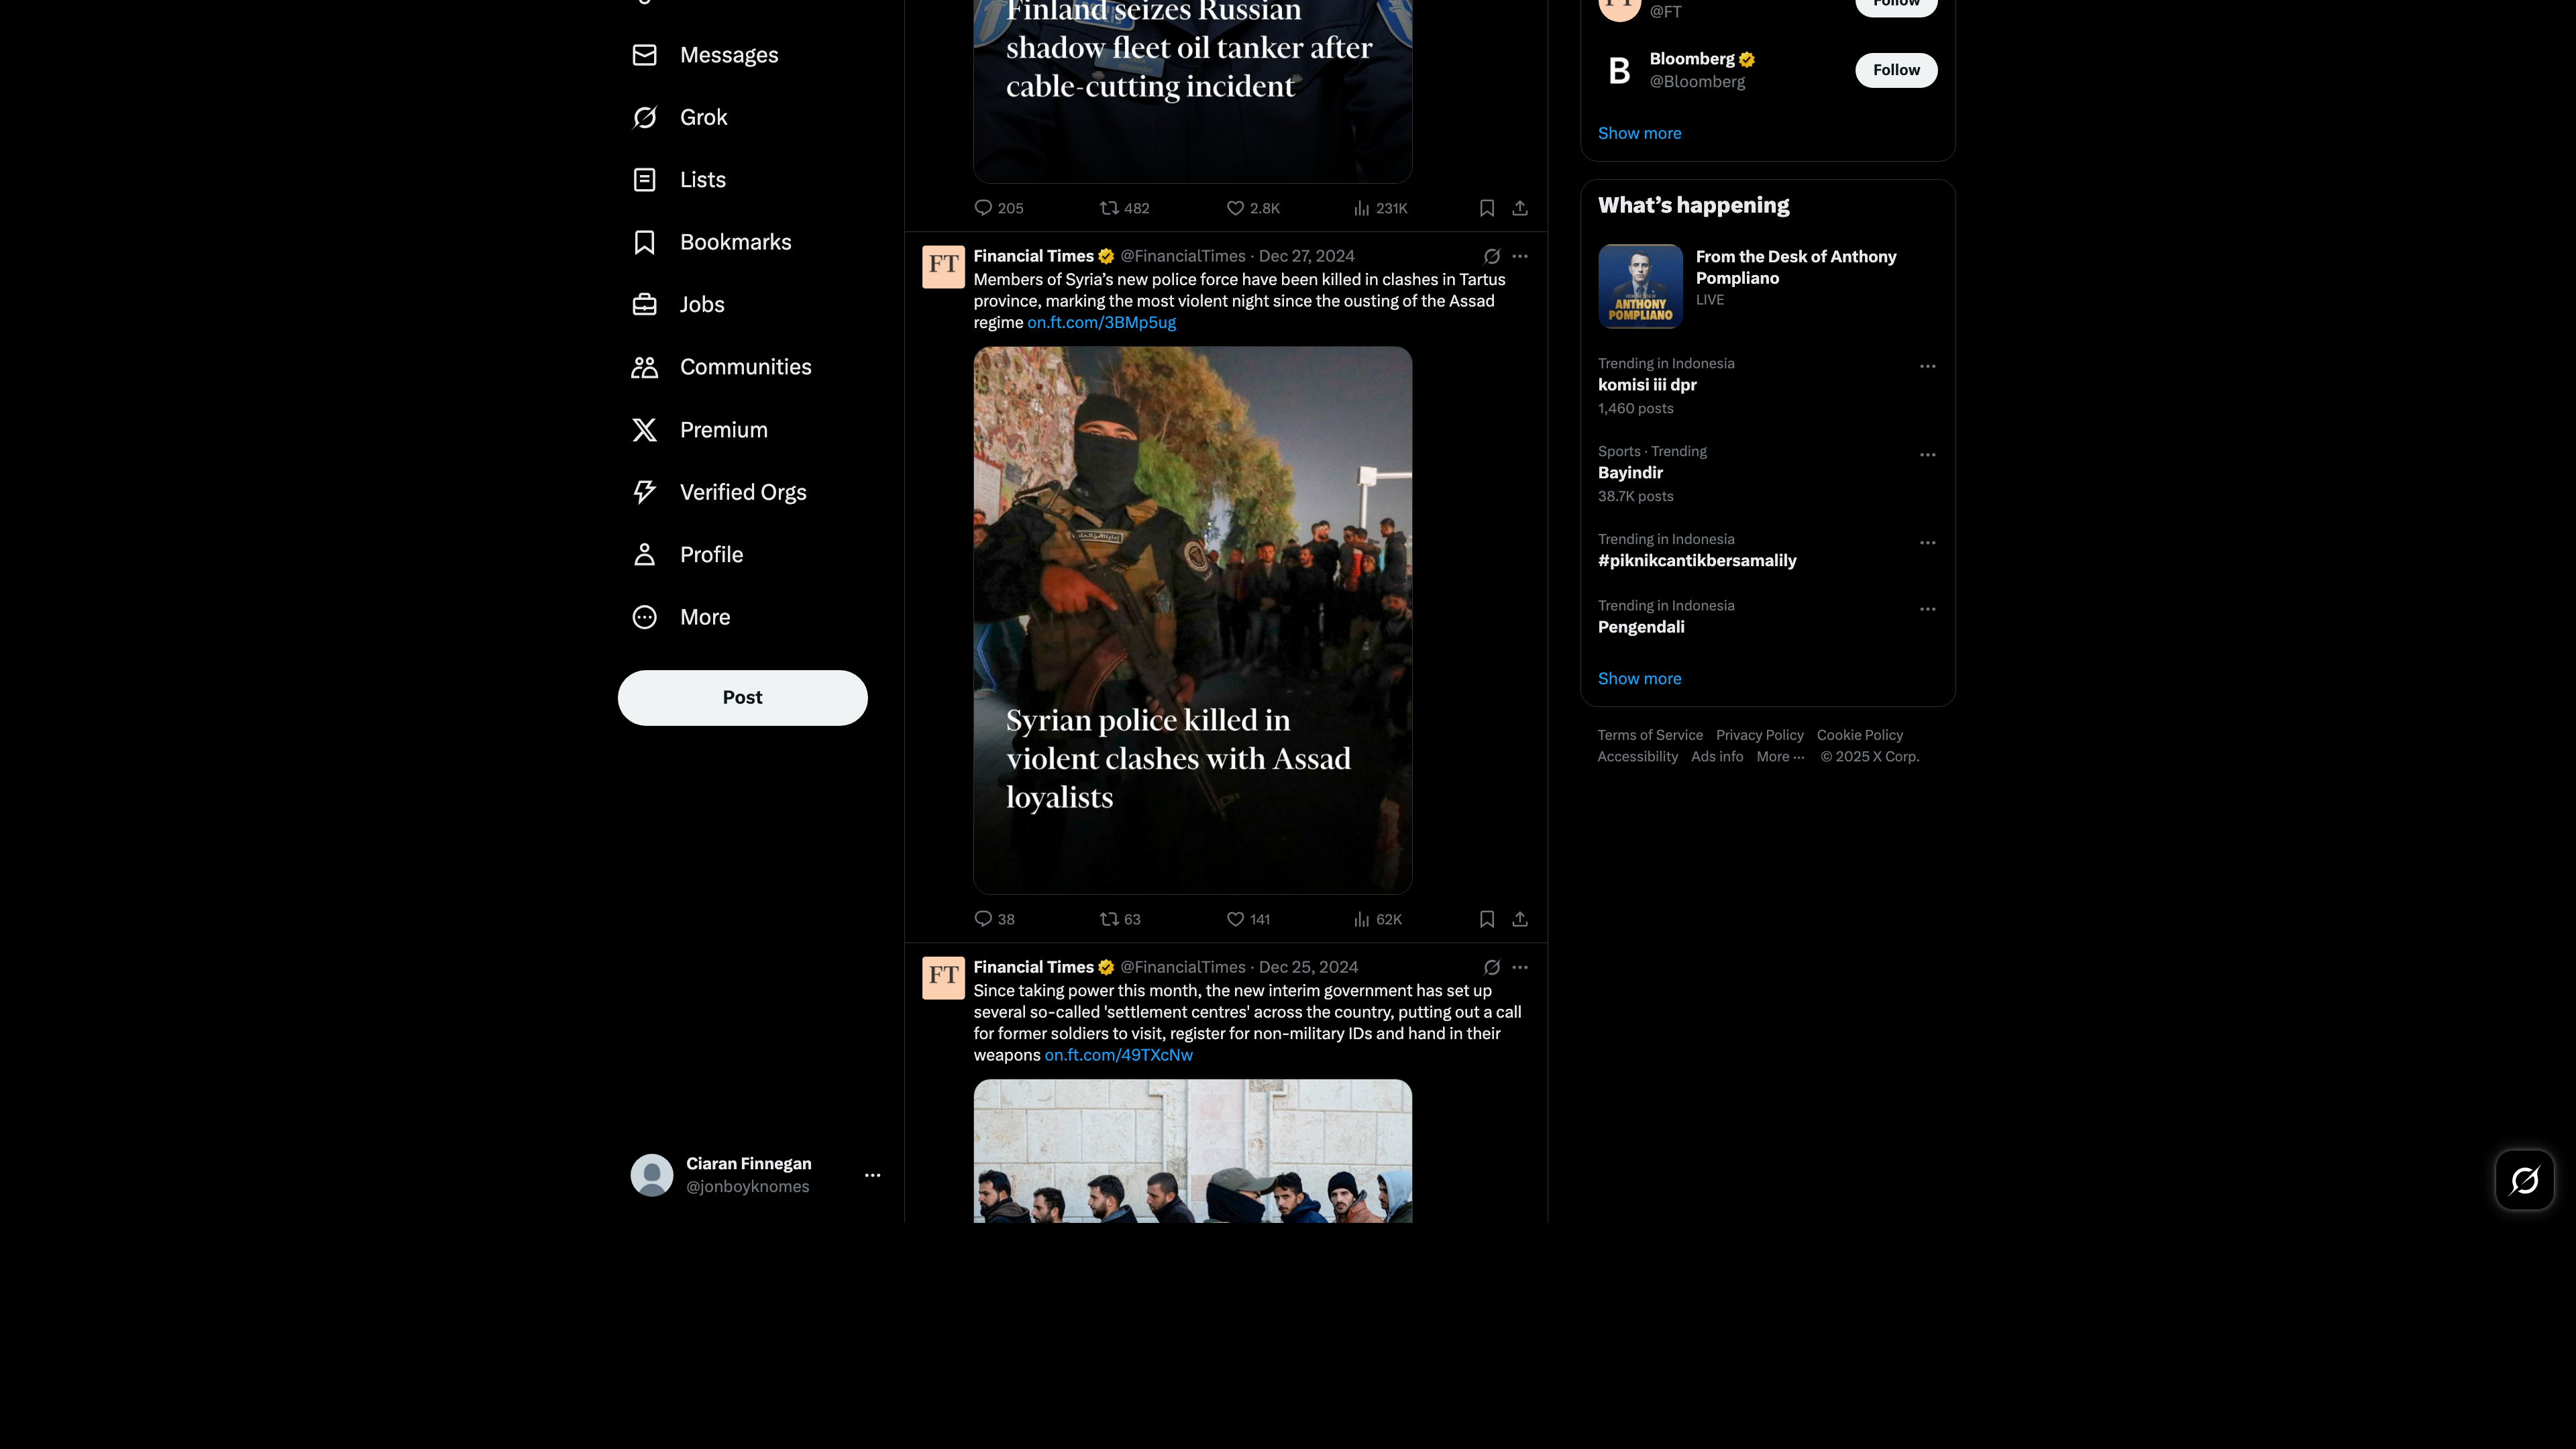 Messages
Grok
Lists
Bookmarks
Jobs
Communities
Premium
Verified Orgs
Profile
More
Post
Ciaran Finnegan
@jonboyknomes
Finland seizes Russian
shadow fleet oil tanker after
cable-cutting incident
205 482 2.8K 231K
FT
Financial Times @FinancialTimes · Dec 27, 2024
Members of Syria’s new police force have been killed in clashes in Tartus
province, marking the most violent night since the ousting of the Assad
regime on.ft.com/3BMp5ug
Syrian police killed in
violent clashes with Assad
loyalists
38 63 141 62K
FT
Financial Times @FinancialTimes · Dec 25, 2024
Since taking power this month, the new interim government has set up
several so-called 'settlement centres' across the country, putting out a call
for former soldiers to visit, register for non-military IDs and hand in their
weapons on.ft.com/49TXcNw
@FT
Follow
B
Bloomberg
@Bloomberg
Follow
Show more
What’s happening
ANTHONY
POMPLIANO
From the Desk of Anthony
Pompliano
LIVE
Trending in Indonesia
komisi iii dpr
1,460 posts
Sports · Trending
Bayindir
38.7K posts
Trending in Indonesia
#piknikcantikbersamalily
Trending in Indonesia
Pengendali
Show more
Terms of Service Privacy Policy Cookie Policy
Accessibility Ads info More ··· © 2025 X Corp.